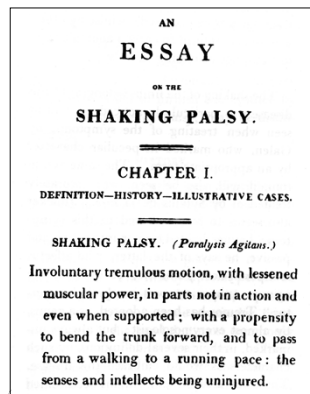 AN
ESSAY
ON THE
SHAKING PALSY.
CHAPTER I.
DEFINITION—HISTORY—ILLUSTRATIVE CASES.
SHAKING PALSY. (Paralysis Agitans.)
Involuntary tremulous motion, with lessened
muscular power, in parts not in action and
even when supported; with a propensity
to bend the trunk forward, and to pass
from a walking to a running pace: the
senses and intellects being uninjured.